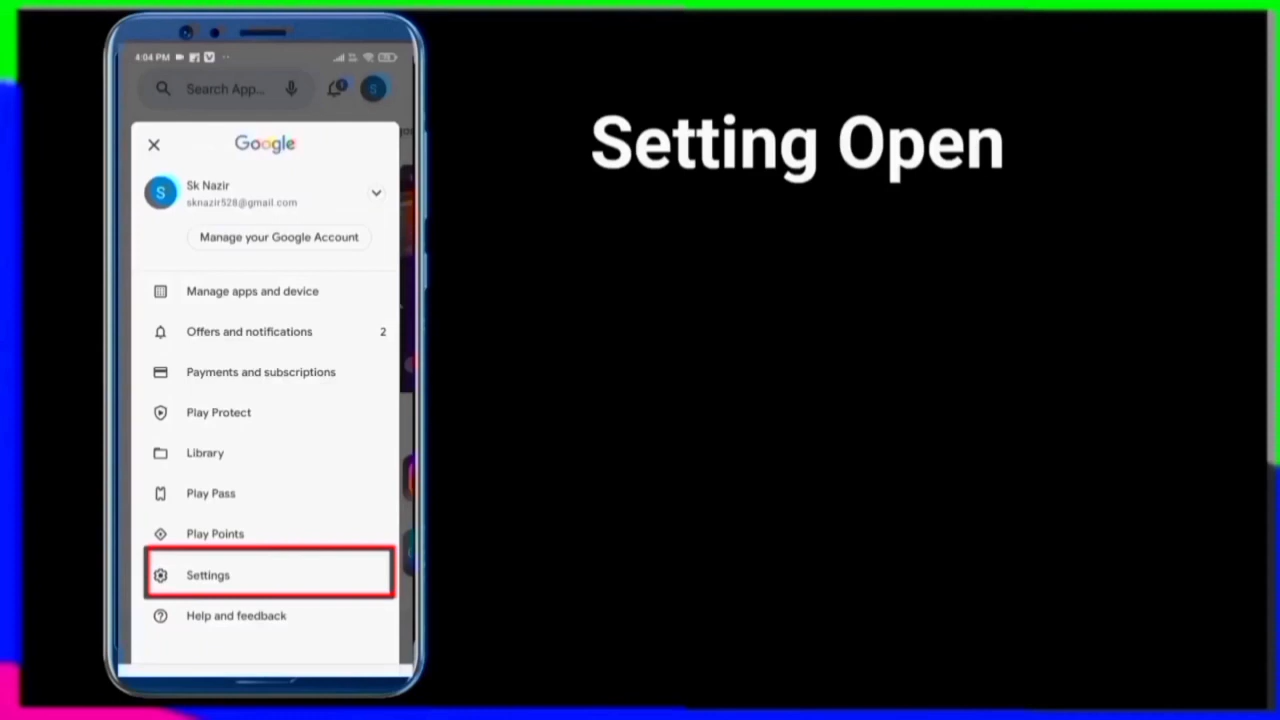 4:04 PM
Search App...
Setting Open
Google
Sk Nazir
sknazir528@gmail.com
Manage your Google Account
Manage apps and device
Offers and notifications 2
Payments and subscriptions
Play Protect
Library
Play Pass
Play Points
Settings
Help and feedback